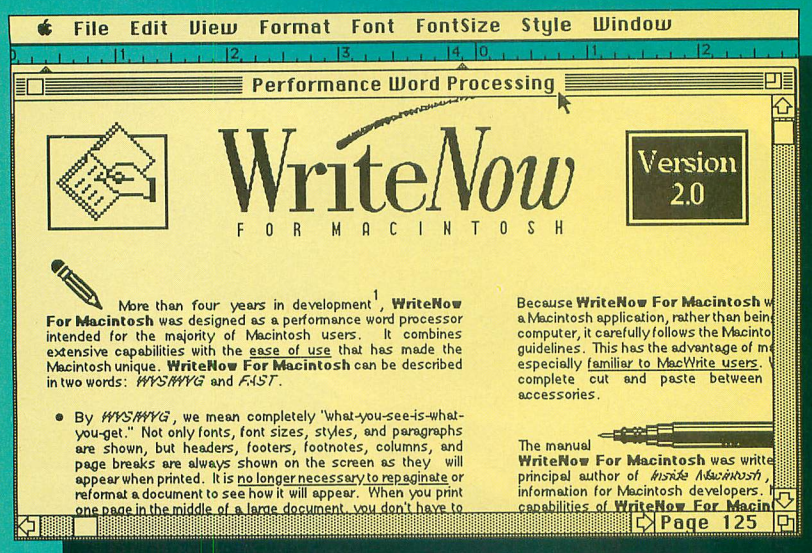 File Edit View Format Font FontSize Style Window
0 1 2 3 4 0 1 2
Performance Word Processing
WriteNow
FOR MACINTOSH
Version
2.0
More than four years in development1, WriteNow
For Macintosh was designed as a performance word processor
intended for the majority of Macintosh users. It combines
extensive capabilities with the ease of use that has made the
Macintosh unique. WriteNow For Macintosh can be described
in two words: WYSIWYG and FAST.
• By WYSIWYG, we mean completely "what-you-see-is-what-
you-get." Not only fonts, font sizes, styles, and paragraphs
are shown, but headers, footers, footnotes, columns, and
page breaks are always shown on the screen as they will
appear when printed. It is no longer necessary to repaginate or
reformat a document to see how it will appear. When you print
one page in the middle of a large document, you don't have to
Because WriteNow For Macintosh w
a Macintosh application, rather than being
computer, it carefully follows the Macinto
guidelines. This has the advantage of m
especially familiar to MacWrite users.
complete cut and paste between
accessories.
The manual
WriteNow For Macintosh was writte
principal author of Inside Macintosh,
information for Macintosh developers.
capabilities of WriteNow For Macin
Page 125